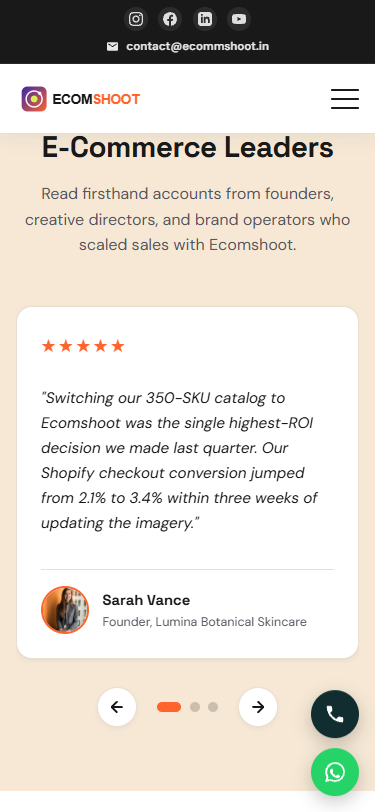 contact@ecommshoot.in
ECOMSHOOT
E-Commerce Leaders
Read firsthand accounts from founders,
creative directors, and brand operators who
scaled sales with Ecomshoot.
★★★★★
"Switching our 350-SKU catalog to
Ecomshoot was the single highest-ROI
decision we made last quarter. Our
Shopify checkout conversion jumped
from 2.1% to 3.4% within three weeks of
updating the imagery."
Sarah Vance
Founder, Lumina Botanical Skincare